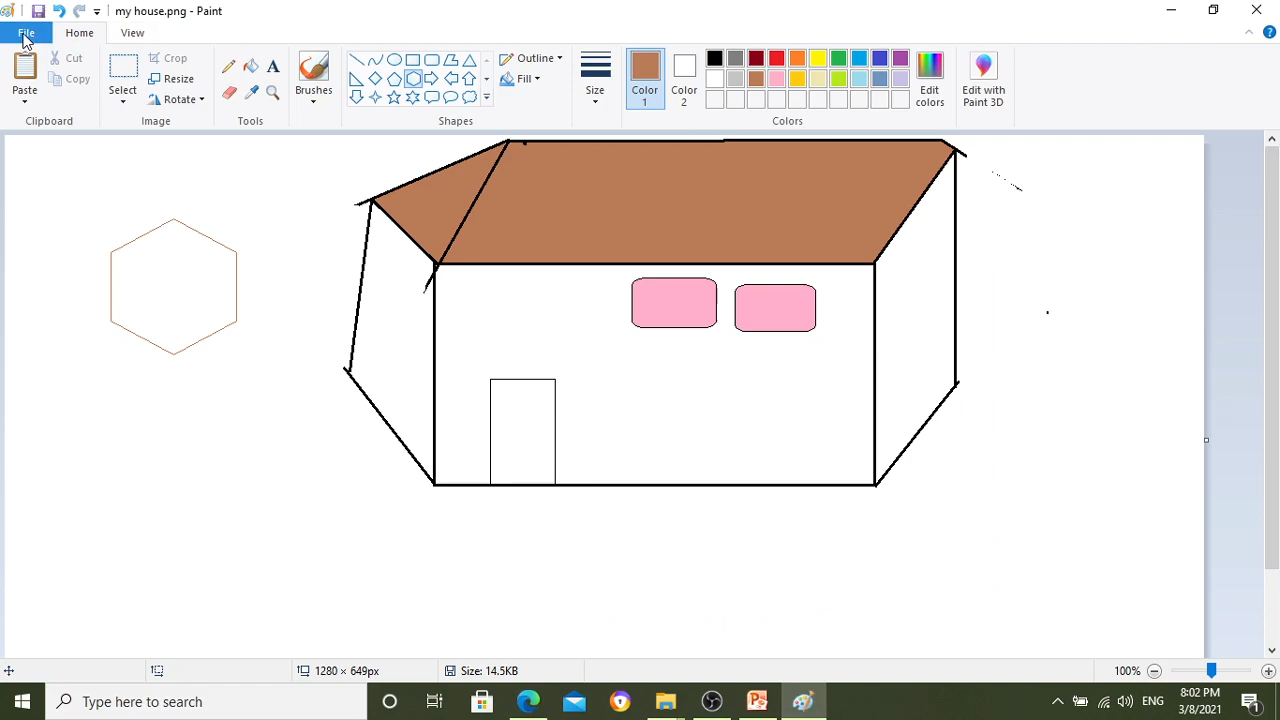 my house.png - Paint
File
Home
View
Paste
Cut
Copy
Clipboard
Select
Crop
Resize
Rotate
Image
A
Tools
Brushes
Outline
Fill
Shapes
Size
Color
1
Color
2
Edit
colors
Colors
Edit with
Paint 3D
1280 × 649px
Size: 14.5KB
100%
Type here to search
ENG
8:02 PM
3/8/2021
1